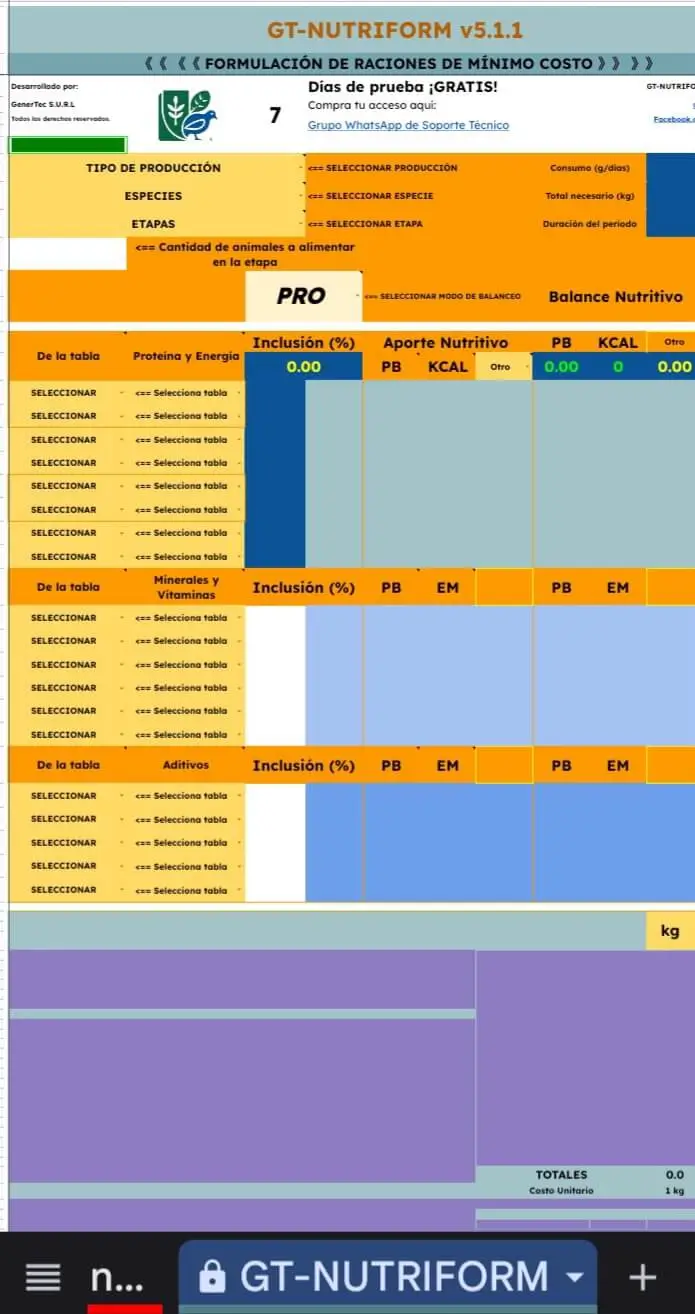 GT-NUTRIFORM v5.1.1
⟪ ⟪ ⟪ ⟪ FORMULACIÓN DE RACIONES DE MÍNIMO COSTO ⟫ ⟫ ⟫ ⟫
Desarrollado por:
GenerTec S.U.R.L
Todos los derechos reservados.
7
Días de prueba ¡GRATIS!
Compra tu acceso aquí:
Grupo WhatsApp de Soporte Técnico
GT-NUTRIFO
Facebook.c
TIPO DE PRODUCCIÓN <== SELECCIONAR PRODUCCIÓN Consumo (g/días)
ESPECIES <== SELECCIONAR ESPECIE Total necesario (kg)
ETAPAS <== SELECCIONAR ETAPA Duración del período
<== Cantidad de animales a alimentar
en la etapa
PRO <== SELECCIONAR MODO DE BALANCEO Balance Nutritivo
De la tabla Proteína y Energía Inclusión (%) Aporte Nutritivo PB KCAL Otro
0.00 PB KCAL Otro 0.00 0 0.00
SELECCIONAR <== Selecciona tabla
SELECCIONAR <== Selecciona tabla
SELECCIONAR <== Selecciona tabla
SELECCIONAR <== Selecciona tabla
SELECCIONAR <== Selecciona tabla
SELECCIONAR <== Selecciona tabla
SELECCIONAR <== Selecciona tabla
SELECCIONAR <== Selecciona tabla
De la tabla Minerales y Vitaminas Inclusión (%) PB EM PB EM
SELECCIONAR <== Selecciona tabla
SELECCIONAR <== Selecciona tabla
SELECCIONAR <== Selecciona tabla
SELECCIONAR <== Selecciona tabla
SELECCIONAR <== Selecciona tabla
SELECCIONAR <== Selecciona tabla
De la tabla Aditivos Inclusión (%) PB EM PB EM
SELECCIONAR <== Selecciona tabla
SELECCIONAR <== Selecciona tabla
SELECCIONAR <== Selecciona tabla
SELECCIONAR <== Selecciona tabla
SELECCIONAR <== Selecciona tabla
kg
TOTALES 0.0
Costo Unitario 1 kg
n... GT-NUTRIFORM